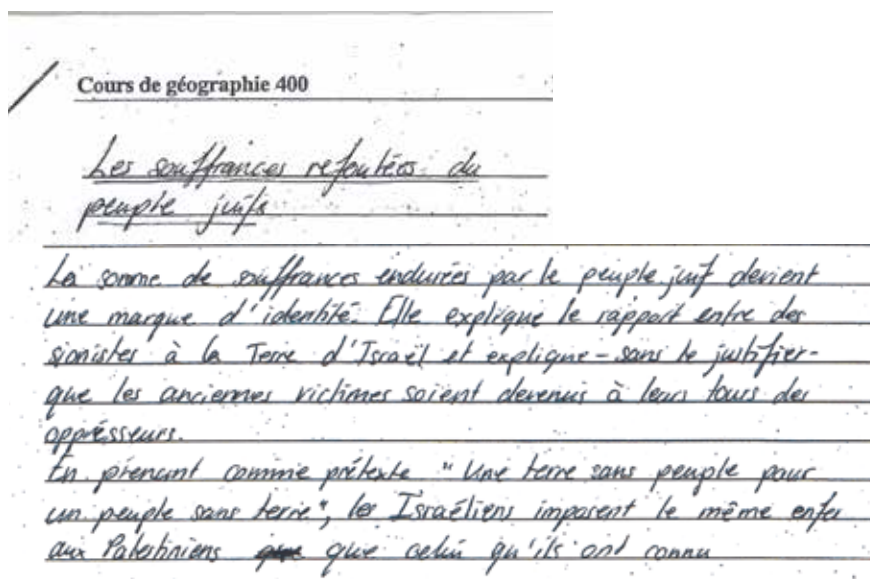 Cours de géographie 400
Les souffrances refoutées du
peuple juifs
La somme de souffrances endurées par le peuple juif devient
une marque d'identité. Elle explique le rapport entre des
sionistes à la Terre d'Israël et explique - sans le justifier -
que les anciennes victimes soient devenus à leurs tours des
oppresseurs.
En prenant comme prétexte "Une terre sans peuple pour
un peuple sans terre", les Israéliens imposent le même enfer
aux Palestiniens que celui qu'ils ont connu